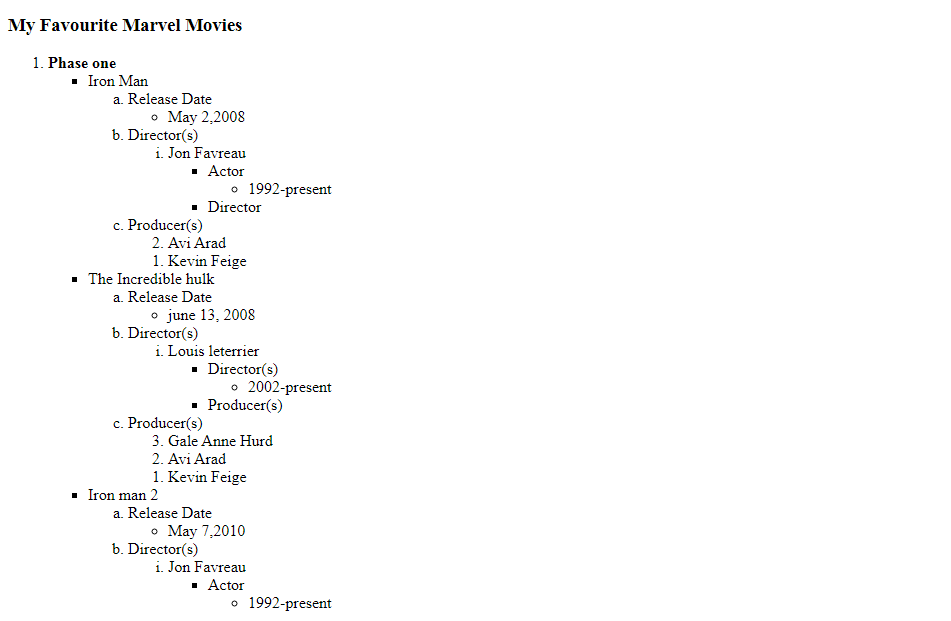 My Favourite Marvel Movies
1. Phase one
▪ Iron Man
a. Release Date
○ May 2,2008
b. Director(s)
i. Jon Favreau
▪ Actor
○ 1992-present
▪ Director
c. Producer(s)
2. Avi Arad
1. Kevin Feige
▪ The Incredible hulk
a. Release Date
○ june 13, 2008
b. Director(s)
i. Louis leterrier
▪ Director(s)
○ 2002-present
▪ Producer(s)
c. Producer(s)
3. Gale Anne Hurd
2. Avi Arad
1. Kevin Feige
▪ Iron man 2
a. Release Date
○ May 7,2010
b. Director(s)
i. Jon Favreau
▪ Actor
○ 1992-present